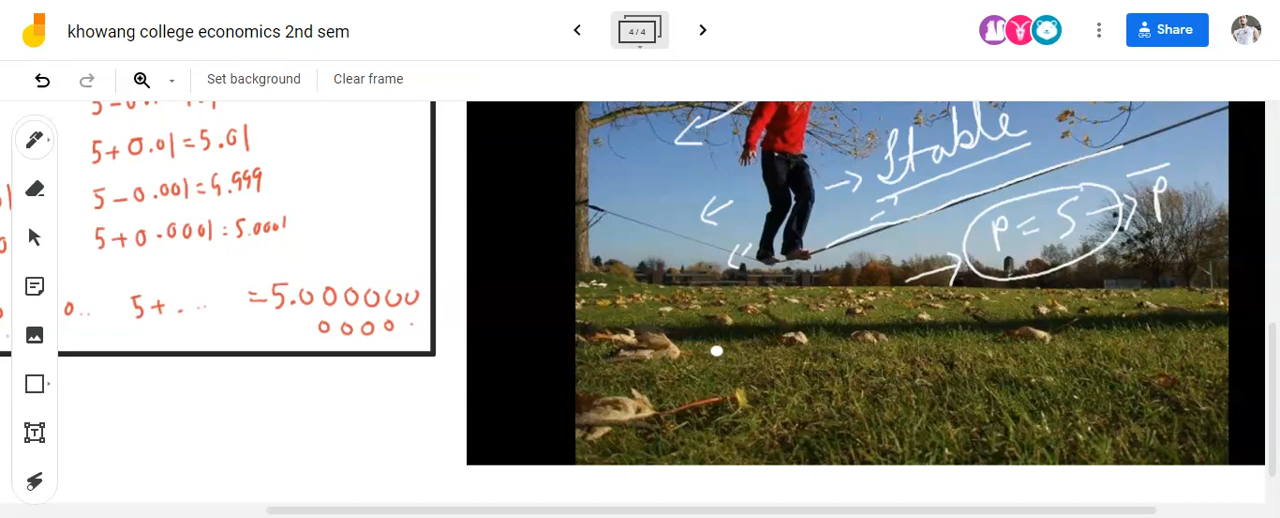 khowang college economics 2nd sem
4 / 4
Share
Set background
Clear frame
5 + 0.01 = 5.01
5 - 0.001 = 4.999
5 + 0.0001 = 5.0001
0.. 5 + . ... = 5.000000
0000.
Stable
P = 5 → P̅